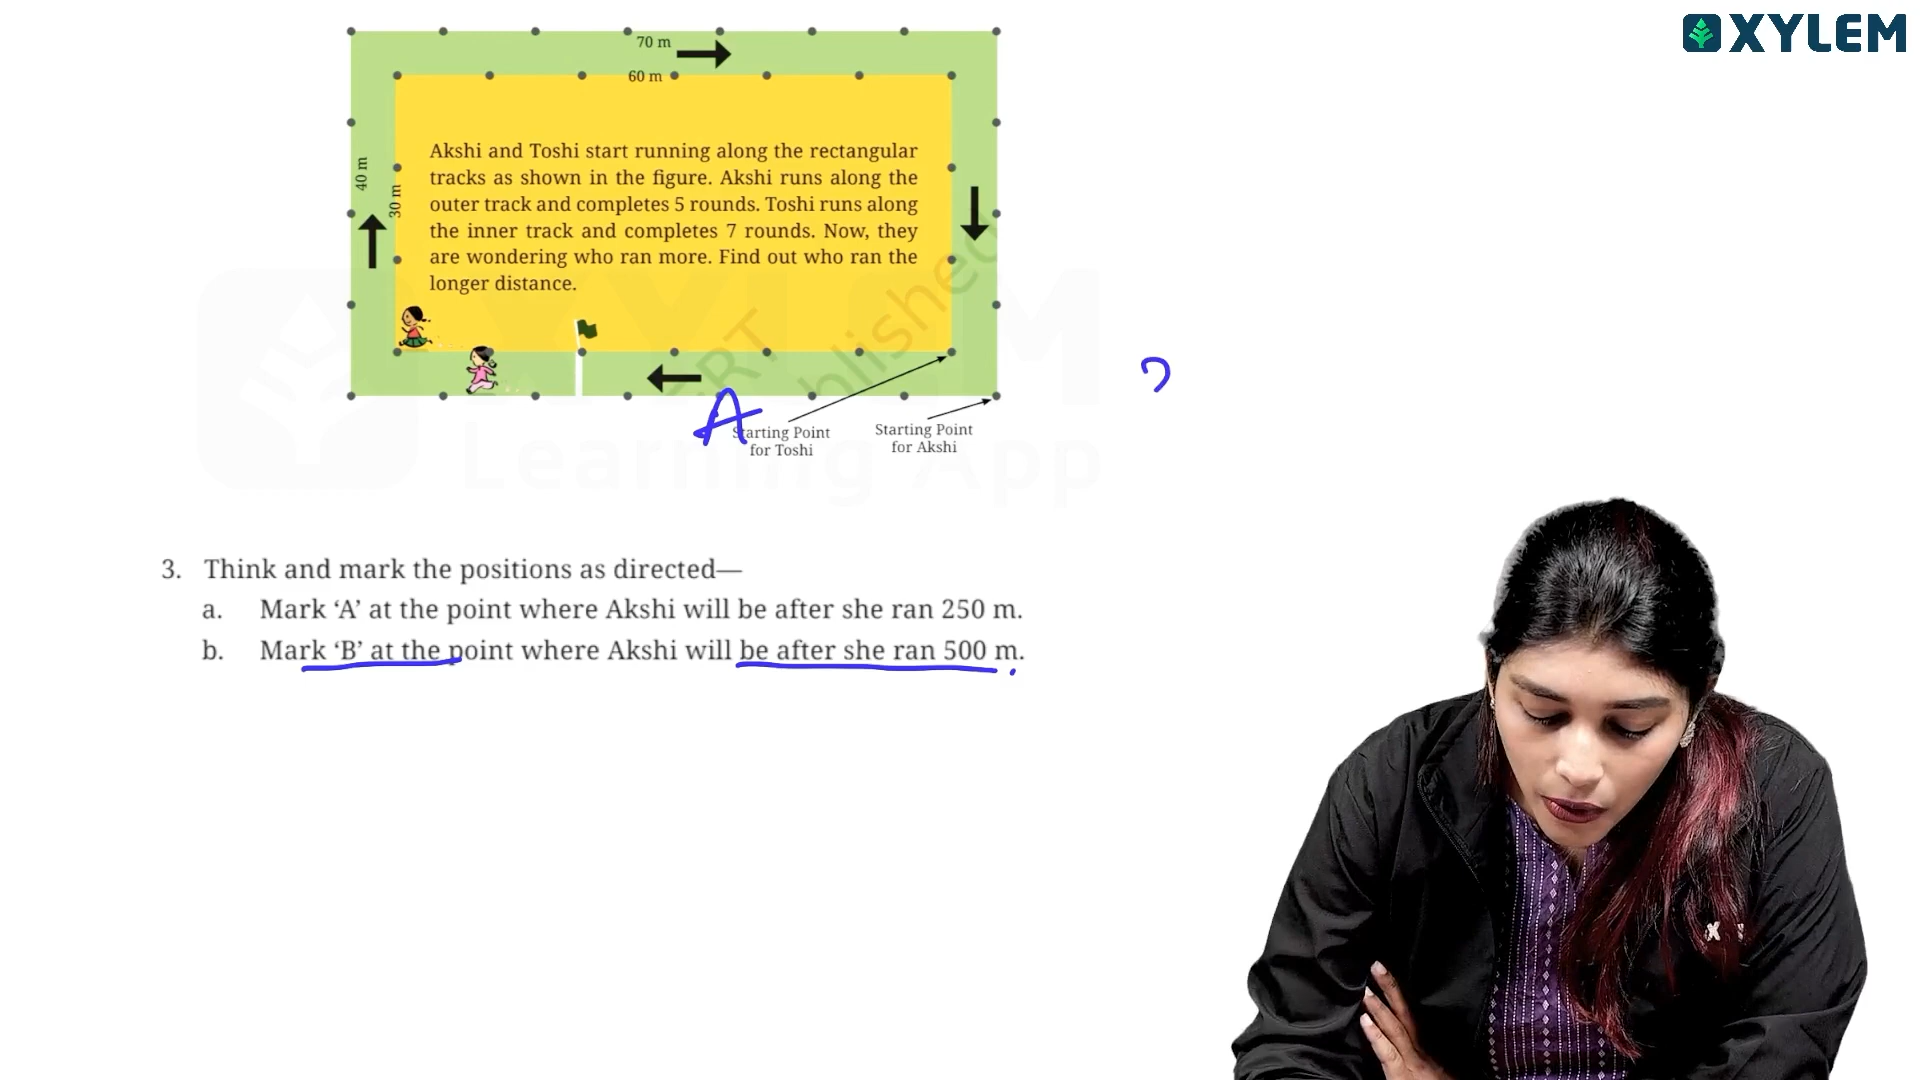 XYLEM
70 m
60 m
40 m
30 m
Akshi and Toshi start running along the rectangular
tracks as shown in the figure. Akshi runs along the
outer track and completes 5 rounds. Toshi runs along
the inner track and completes 7 rounds. Now, they
are wondering who ran more. Find out who ran the
longer distance.
A
Starting Point
for Toshi
Starting Point
for Akshi
XYLEM
Learning App
3. Think and mark the positions as directed—
a. Mark ‘A’ at the point where Akshi will be after she ran 250 m.
b. Mark ‘B’ at the point where Akshi will be after she ran 500 m.